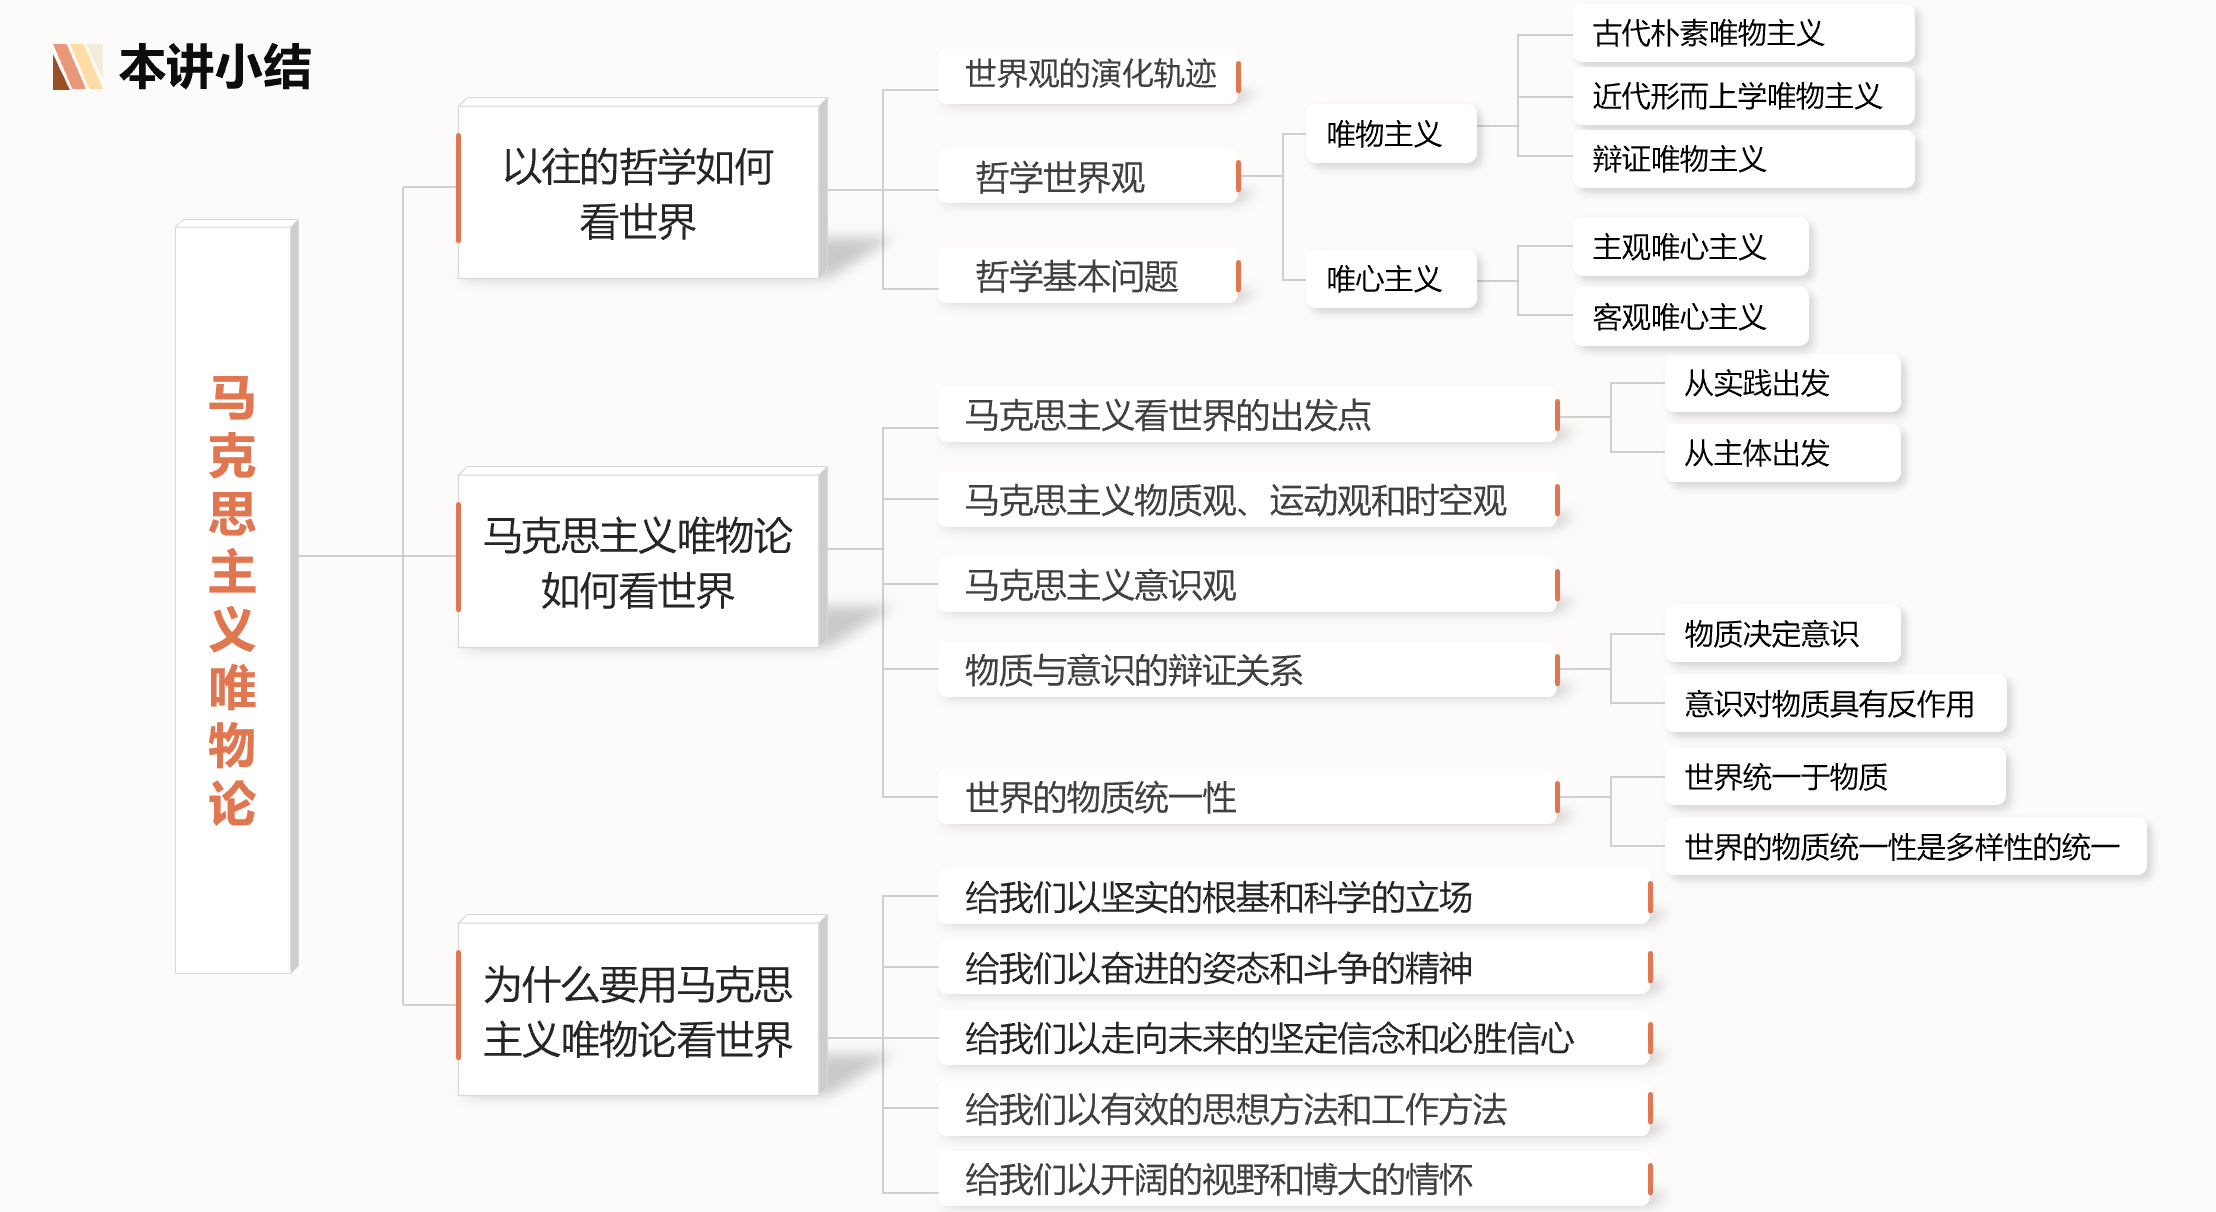 本讲小结
马克思主义唯物论
以往的哲学如何
看世界
世界观的演化轨迹
哲学世界观
唯物主义
古代朴素唯物主义
近代形而上学唯物主义
辩证唯物主义
唯心主义
主观唯心主义
客观唯心主义
哲学基本问题
马克思主义唯物论
如何看世界
马克思主义看世界的出发点
从实践出发
从主体出发
马克思主义物质观、运动观和时空观
马克思主义意识观
物质与意识的辩证关系
物质决定意识
意识对物质具有反作用
世界的物质统一性
世界统一于物质
世界的物质统一性是多样性的统一
为什么要用马克思
主义唯物论看世界
给我们以坚实的根基和科学的立场
给我们以奋进的姿态和斗争的精神
给我们以走向未来的坚定信念和必胜信心
给我们以有效的思想方法和工作方法
给我们以开阔的视野和博大的情怀